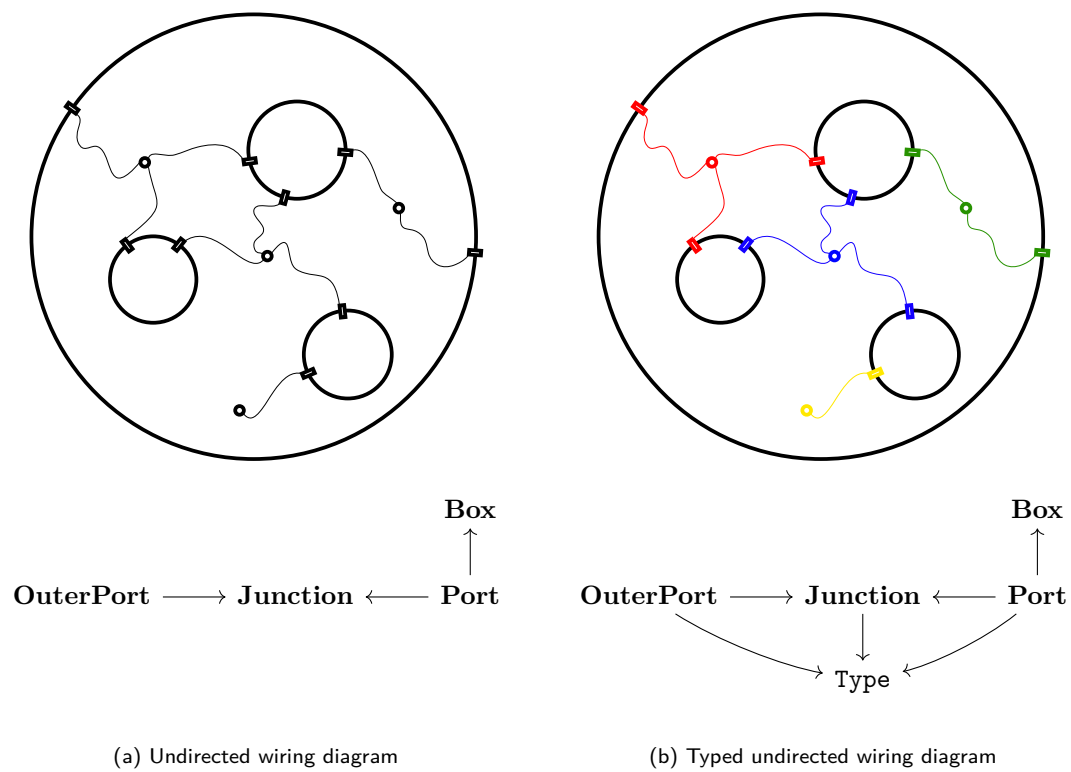 Box
OuterPort Junction Port
(a) Undirected wiring diagram
Box
OuterPort Junction Port
Type
(b) Typed undirected wiring diagram